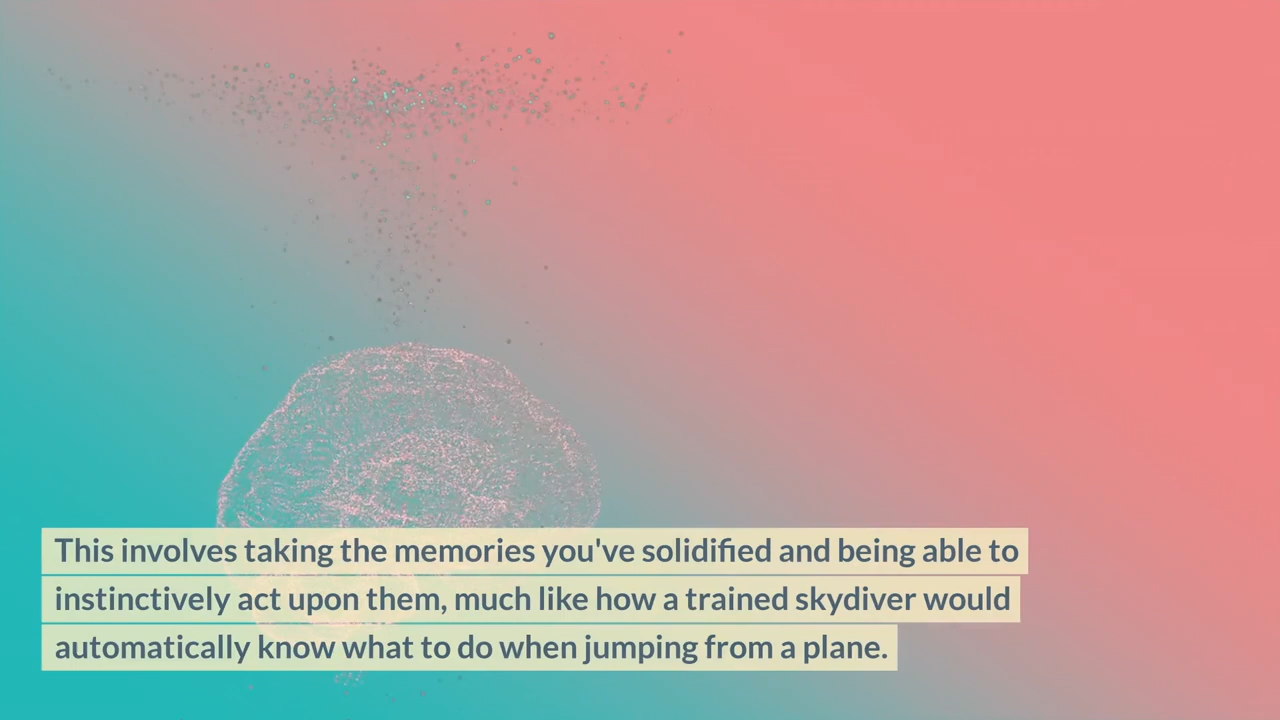 This involves taking the memories you've solidified and being able to
instinctively act upon them, much like how a trained skydiver would
automatically know what to do when jumping from a plane.